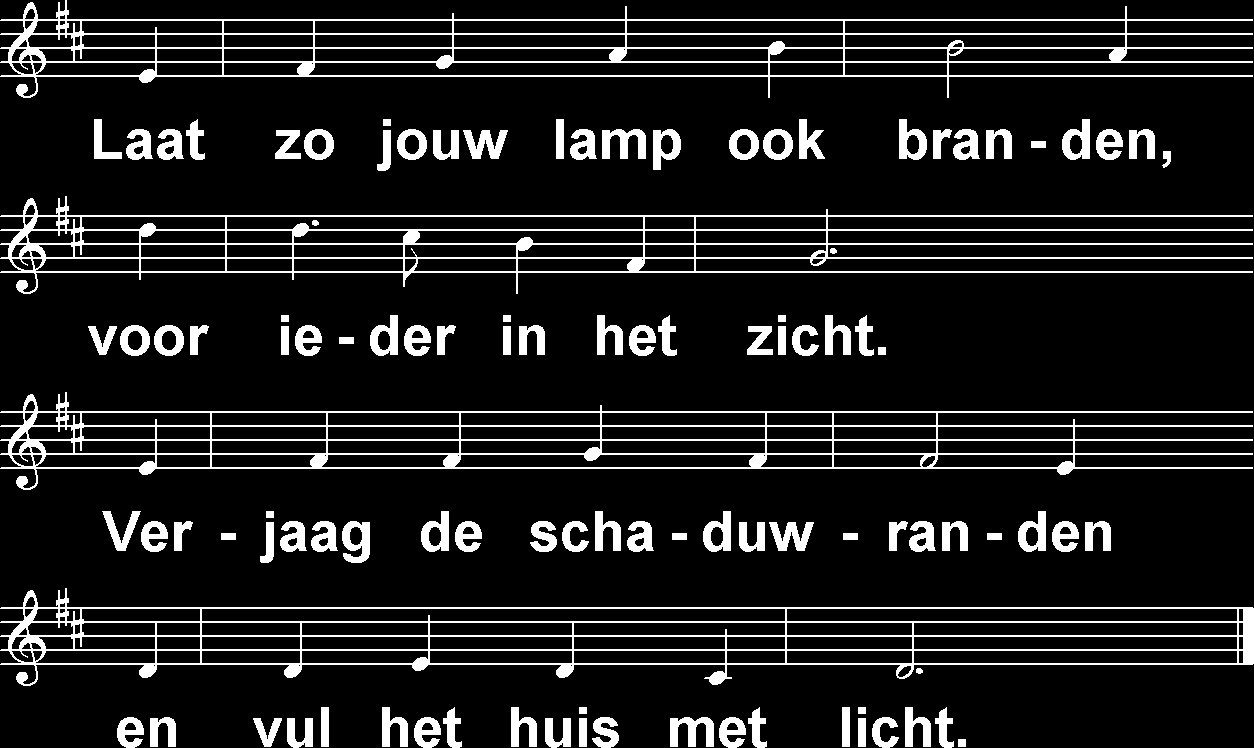 Laat zo jouw lamp ook bran - den,
voor ie - der in het zicht.
Ver - jaag de scha - duw - ran - den
en vul het huis met licht.